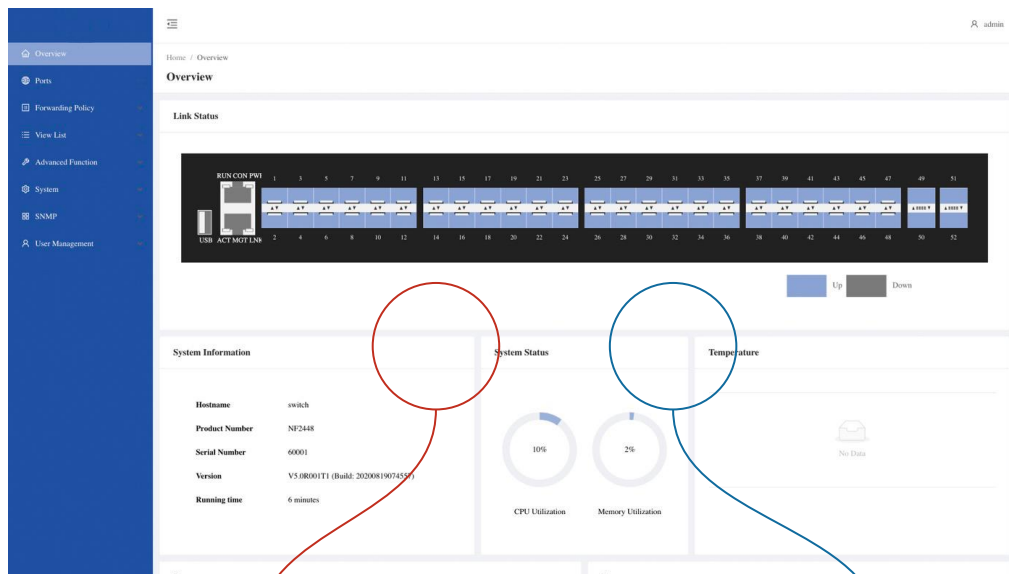 admin
Overview
Home / Overview
Ports
Overview
Forwarding Policy
Link Status
View List
Advanced Function
System
SNMP
User Management
RUN CON PWR
1 3 5 7 9 11 13 15 17 19 21 23 25 27 29 31 33 35 37 39 41 43 45 47 49 51
USB ACT MGT LNK
2 4 6 8 10 12 14 16 18 20 22 24 26 28 30 32 34 36 38 40 42 44 46 48 50 52
Up Down
System Information
System Status
Temperature
Hostname switch
Product Number NF2448
Serial Number 60001
Version V5.0R001T1 (Build: 20200819074557)
Running time 6 minutes
10%
2%
CPU Utilization
Memory Utilization
No Data